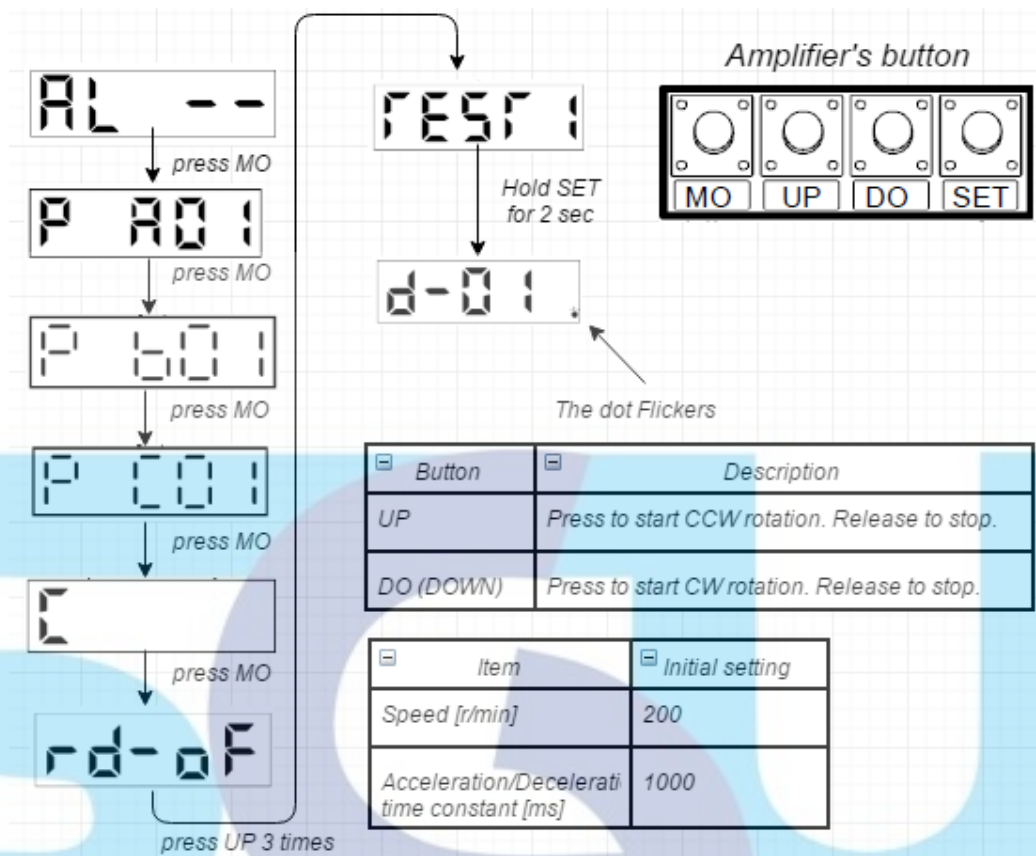 AL --
press MO
P A01
press MO
P b01
press MO
P C01
press MO
C
press MO
rd-oF
press UP 3 times
TEST 1
Hold SET
for 2 sec
d-01.
The dot Flickers
Amplifier's button
MO UP DO SET
Button Description
UP Press to start CCW rotation. Release to stop.
DO (DOWN) Press to start CW rotation. Release to stop.
Item Initial setting
Speed [r/min] 200
Acceleration/Decelerati 1000
time constant [ms]
SGU